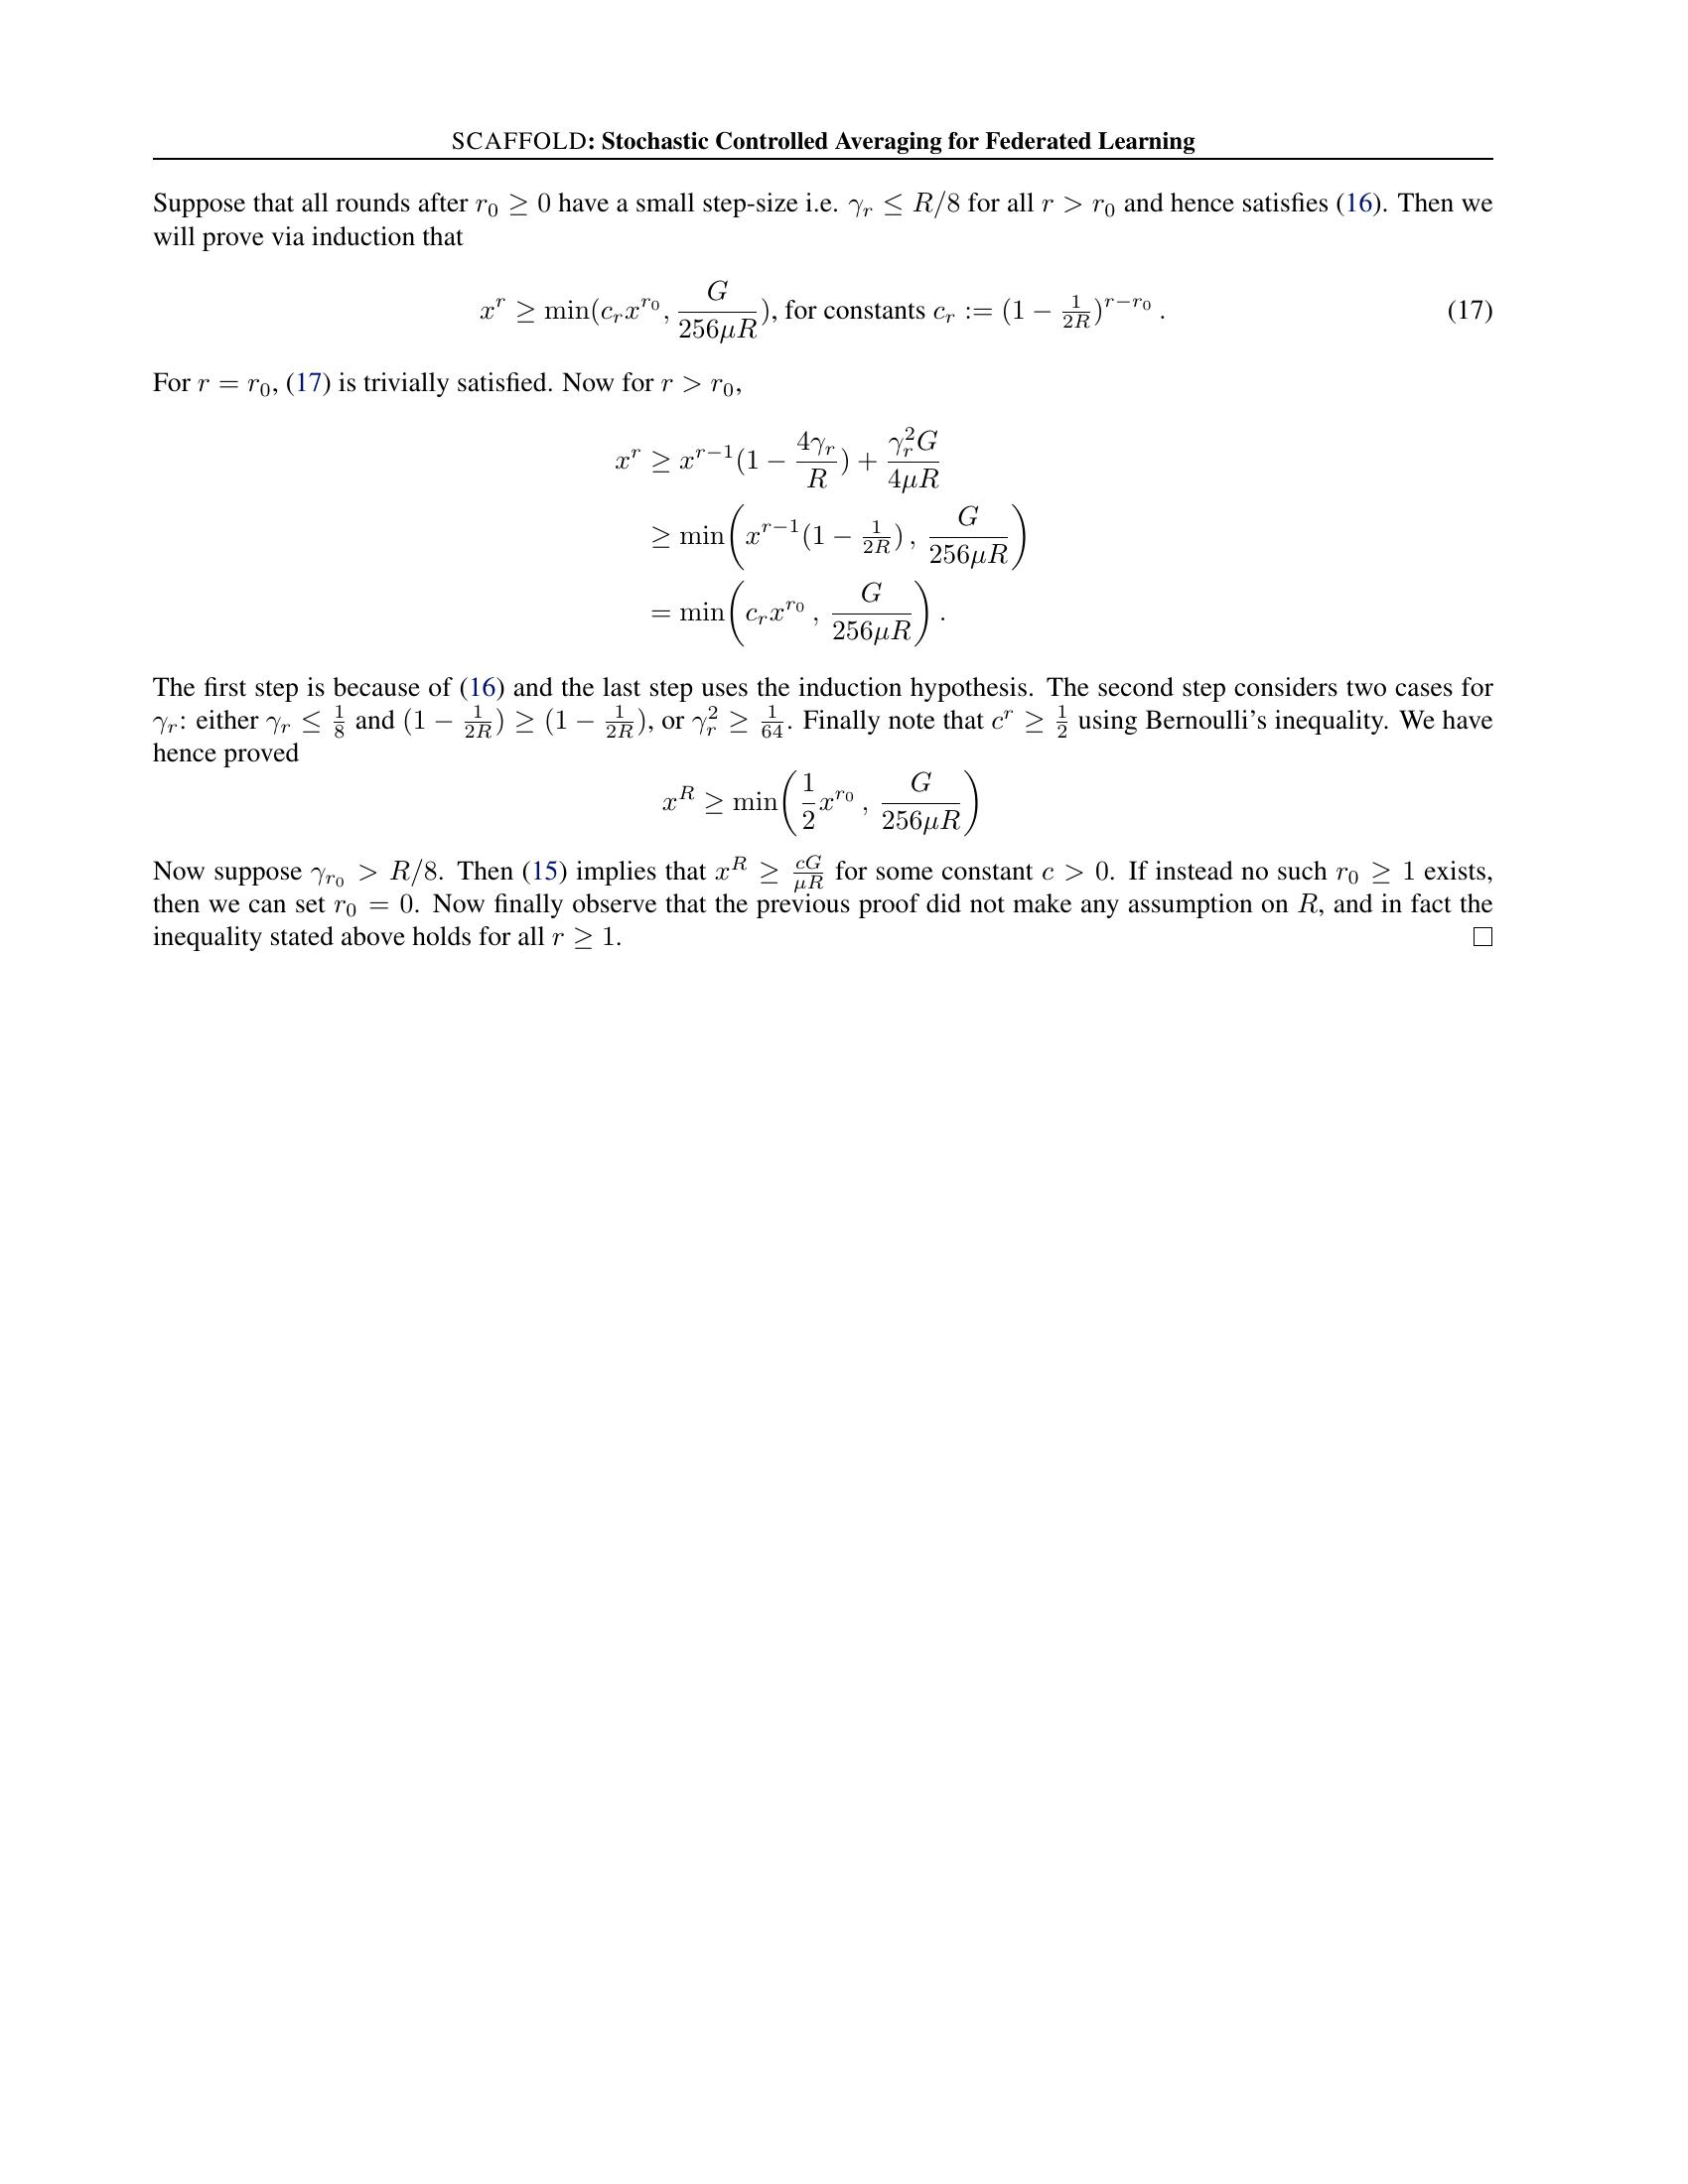 SCAFFOLD: Stochastic Controlled Averaging for Federated Learning
Suppose that all rounds after $r_0 \geq 0$ have a small step-size i.e. $\gamma_r \leq R/8$ for all $r > r_0$ and hence satisfies (16). Then we
will prove via induction that
$x^r \geq \min(c_r x^{r_0}, \frac{G}{256\mu R})$, for constants $c_r := (1 - \frac{1}{2R})^{r-r_0}$ . (17)
For $r = r_0$, (17) is trivially satisfied. Now for $r > r_0$,
$x^r \geq x^{r-1}(1 - \frac{4\gamma_r}{R}) + \frac{\gamma_r^2 G}{4\mu R}$
$\geq \min\left(x^{r-1}(1 - \frac{1}{2R}) , \frac{G}{256\mu R}\right)$
$= \min\left(c_r x^{r_0} , \frac{G}{256\mu R}\right)$ .
The first step is because of (16) and the last step uses the induction hypothesis. The second step considers two cases for
$\gamma_r$: either $\gamma_r \leq \frac{1}{8}$ and $(1 - \frac{1}{2R}) \geq (1 - \frac{1}{2R})$, or $\gamma_r^2 \geq \frac{1}{64}$. Finally note that $c^r \geq \frac{1}{2}$ using Bernoulli's inequality. We have
hence proved
$x^R \geq \min\left(\frac{1}{2} x^{r_0} , \frac{G}{256\mu R}\right)$
Now suppose $\gamma_{r_0} > R/8$. Then (15) implies that $x^R \geq \frac{cG}{\mu R}$ for some constant $c > 0$. If instead no such $r_0 \geq 1$ exists,
then we can set $r_0 = 0$. Now finally observe that the previous proof did not make any assumption on $R$, and in fact the
inequality stated above holds for all $r \geq 1$. □